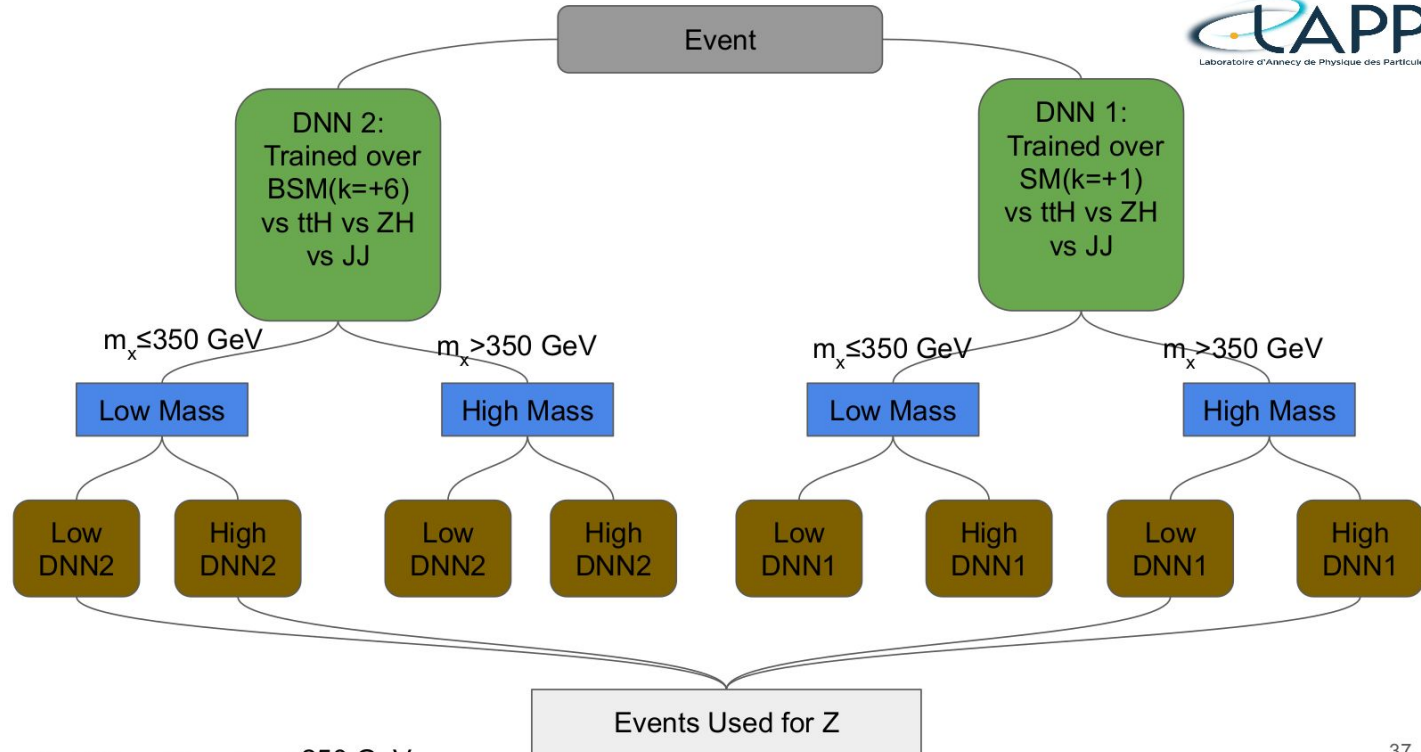 Event
LAPP
Laboratoire d'Annecy de Physique des Particule
DNN 2:
Trained over
BSM(k=+6)
vs ttH vs ZH
vs JJ
DNN 1:
Trained over
SM(k=+1)
vs ttH vs ZH
vs JJ
mₓ≤350 GeV
mₓ>350 GeV
mₓ≤350 GeV
mₓ>350 GeV
Low Mass
High Mass
Low Mass
High Mass
Low
DNN2
High
DNN2
Low
DNN2
High
DNN2
Low
DNN1
High
DNN1
Low
DNN1
High
DNN1
Events Used for Z